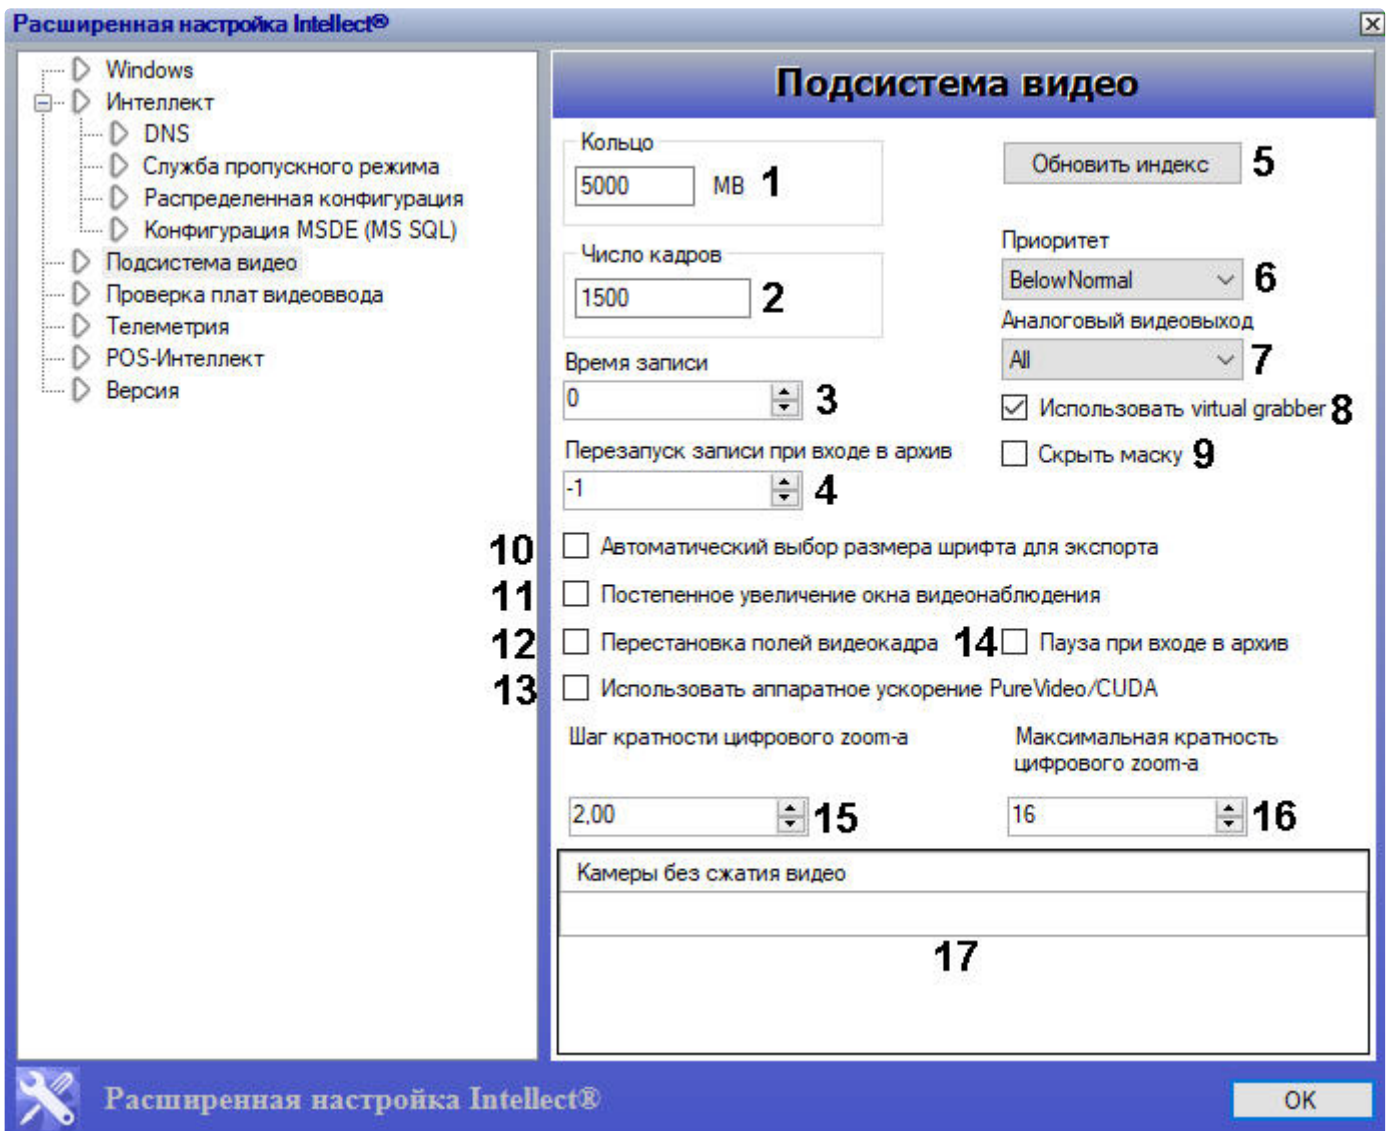 Расширенная настройка Intellect®
Windows
Интеллект
DNS
Служба пропускного режима
Распределенная конфигурация
Конфигурация MSDE (MS SQL)
Подсистема видео
Проверка плат видеоввода
Телеметрия
POS-Интеллект
Версия
Подсистема видео
Кольцо
5000 MB 1
Обновить индекс 5
Число кадров
1500 2
Приоритет
BelowNormal 6
Аналоговый видеовыход
All 7
Время записи
0 3
Использовать virtual grabber 8
Перезапуск записи при входе в архив
-1 4
Скрыть маску 9
10 Автоматический выбор размера шрифта для экспорта
11 Постепенное увеличение окна видеонаблюдения
12 Перестановка полей видеокадра 14 Пауза при входе в архив
13 Использовать аппаратное ускорение PureVideo/CUDA
Шаг кратности цифрового zoom-а
2,00 15
Максимальная кратность
цифрового zoom-а
16 16
Камеры без сжатия видео
17
Расширенная настройка Intellect®
OK